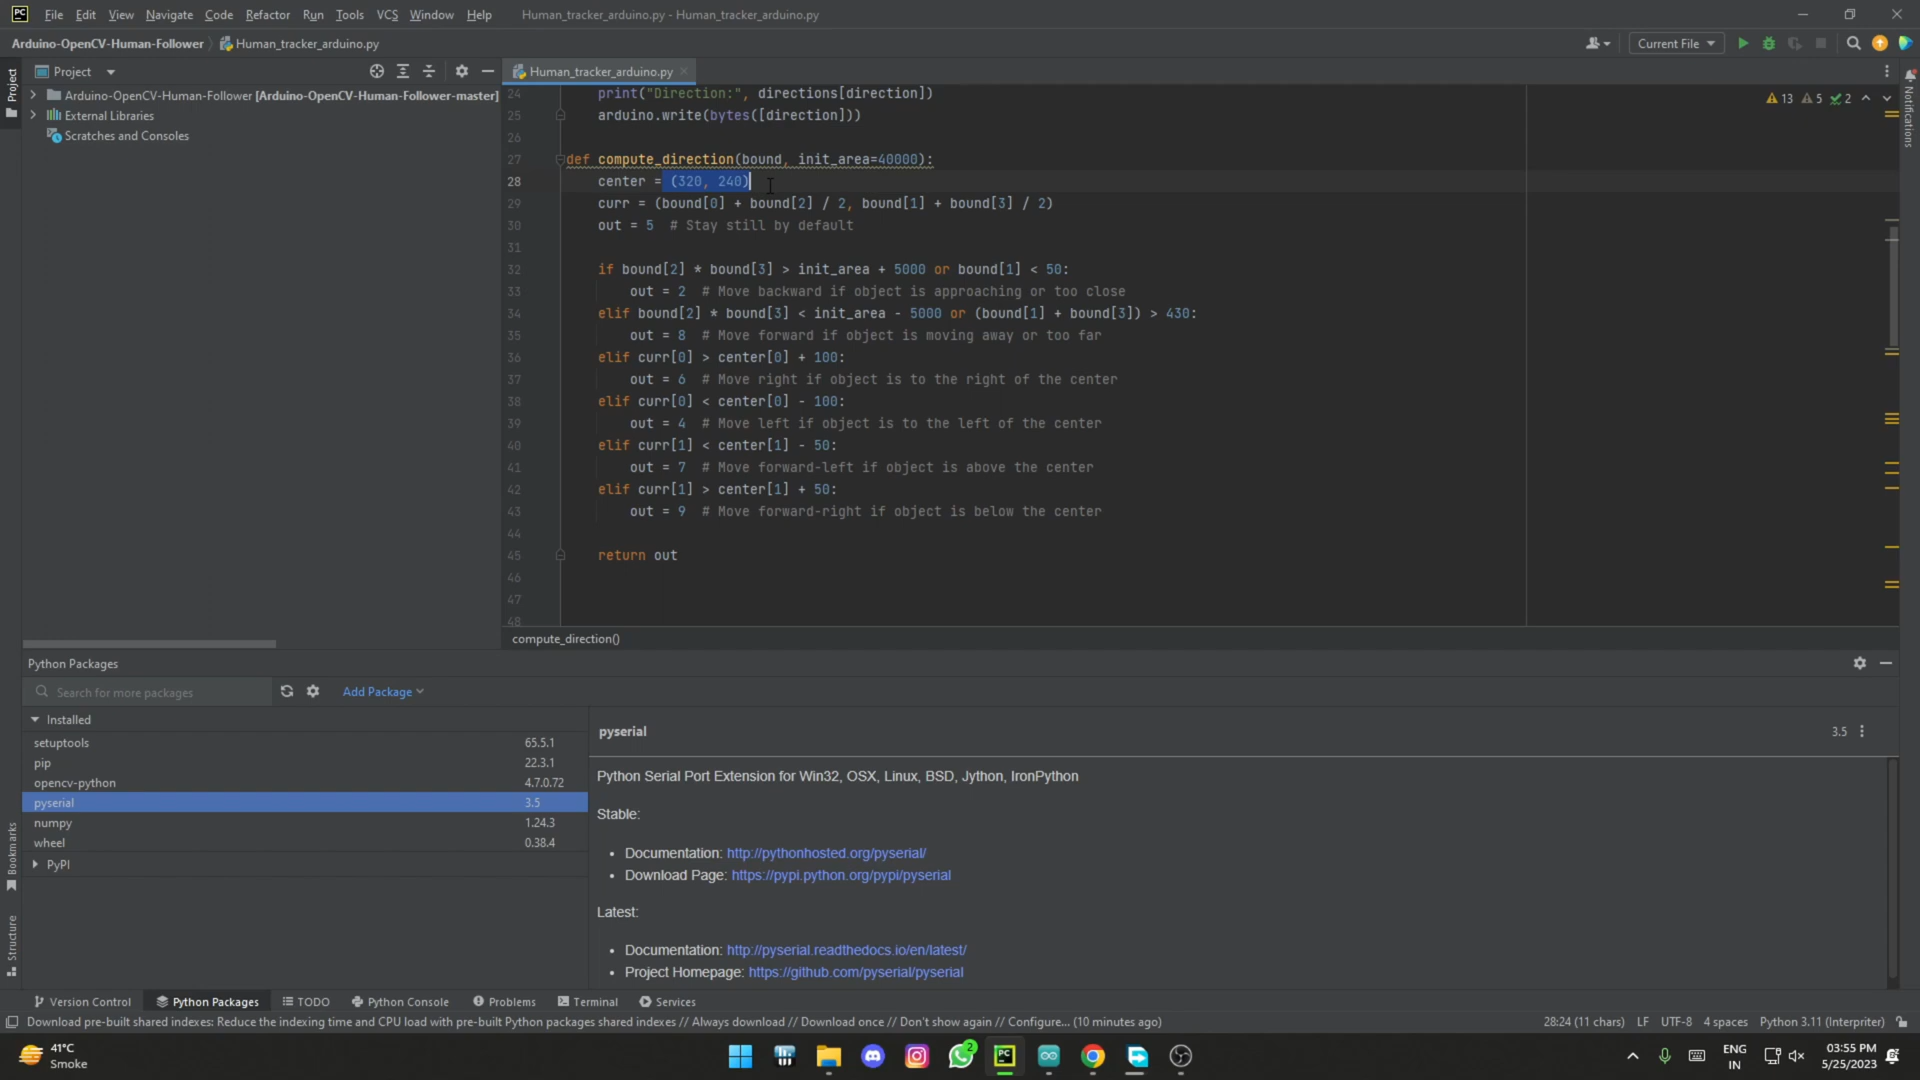 PC File Edit View Navigate Code Refactor Run Tools VCS Window Help Human_tracker_arduino.py - Human_tracker_arduino.py
Arduino-OpenCV-Human-Follower Human_tracker_arduino.py Current File
Project Project Human_tracker_arduino.py
Arduino-OpenCV-Human-Follower [Arduino-OpenCV-Human-Follower-master]
External Libraries
Scratches and Consoles
13 5 2
Notifications
24 print("Direction:", directions[direction])
25 arduino.write(bytes([direction]))
26
27 def compute_direction(bound, init_area=40000):
28 center = (320, 240)
29 curr = (bound[0] + bound[2] / 2, bound[1] + bound[3] / 2)
30 out = 5 # Stay still by default
31
32 if bound[2] * bound[3] > init_area + 5000 or bound[1] < 50:
33 out = 2 # Move backward if object is approaching or too close
34 elif bound[2] * bound[3] < init_area - 5000 or (bound[1] + bound[3]) > 430:
35 out = 8 # Move forward if object is moving away or too far
36 elif curr[0] > center[0] + 100:
37 out = 6 # Move right if object is to the right of the center
38 elif curr[0] < center[0] - 100:
39 out = 4 # Move left if object is to the left of the center
40 elif curr[1] < center[1] - 50:
41 out = 7 # Move forward-left if object is above the center
42 elif curr[1] > center[1] + 50:
43 out = 9 # Move forward-right if object is below the center
44
45 return out
46
47
48
compute_direction()
Python Packages
Search for more packages Add Package
Installed
setuptools 65.5.1
pip 22.3.1
opencv-python 4.7.0.72
pyserial 3.5
numpy 1.24.3
wheel 0.38.4
PyPI
pyserial 3.5
Python Serial Port Extension for Win32, OSX, Linux, BSD, Jython, IronPython
Stable:
• Documentation: http://pythonhosted.org/pyserial/
• Download Page: https://pypi.python.org/pypi/pyserial
Latest:
• Documentation: http://pyserial.readthedocs.io/en/latest/
• Project Homepage: https://github.com/pyserial/pyserial
Bookmarks
Structure
Version Control Python Packages TODO Python Console Problems Terminal Services
Download pre-built shared indexes: Reduce the indexing time and CPU load with pre-built Python packages shared indexes // Always download // Download once // Don't show again // Configure... (10 minutes ago) 28:24 (11 chars) LF UTF-8 4 spaces Python 3.11 (Interpriter)
41°C
Smoke
2
PC
ENG
IN
03:55 PM
5/25/2023